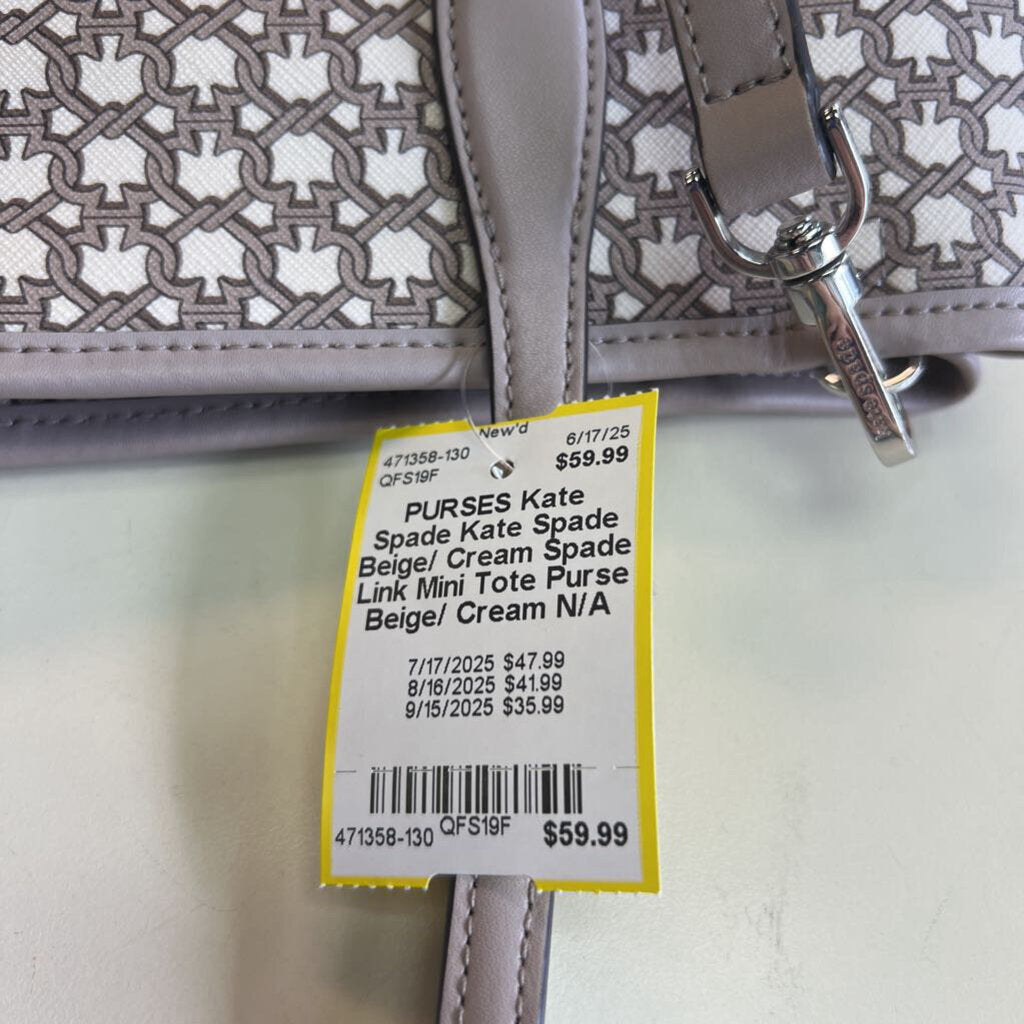 New'd
471358-130 6/17/25
QFS19F $59.99
PURSES Kate
Spade Kate Spade
Beige/ Cream Spade
Link Mini Tote Purse
Beige/ Cream N/A
7/17/2025 $47.99
8/16/2025 $41.99
9/15/2025 $35.99
471358-130 QFS19F $59.99